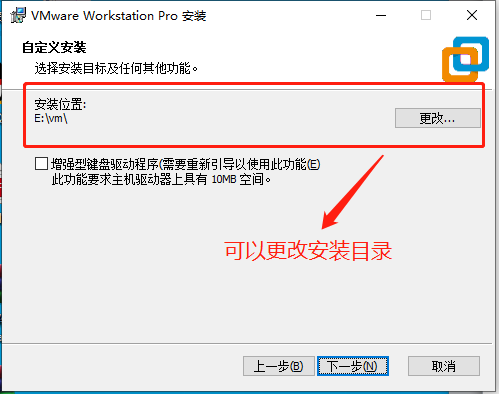 VMware Workstation Pro 安装
自定义安装
选择安装目标及任何其他功能。
安装位置:
E:\vm\
更改...
增强型键盘驱动程序(需要重新引导以使用此功能(E)
此功能要求主机驱动器上具有 10MB 空间。
可以更改安装目录
上一步(B)
下一步(N)
取消